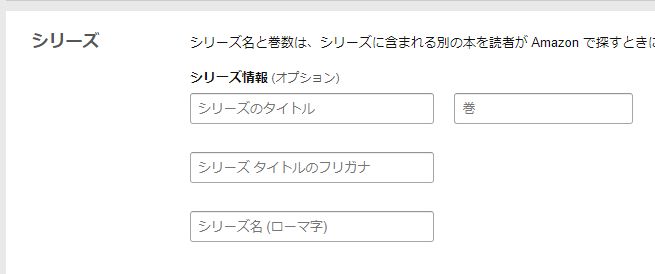 シリーズ
シリーズ名と巻数は、シリーズに含まれる別の本を読者が Amazon で探すときに
シリーズ情報 (オプション)
シリーズのタイトル
巻
シリーズ タイトルのフリガナ
シリーズ名 (ローマ字)